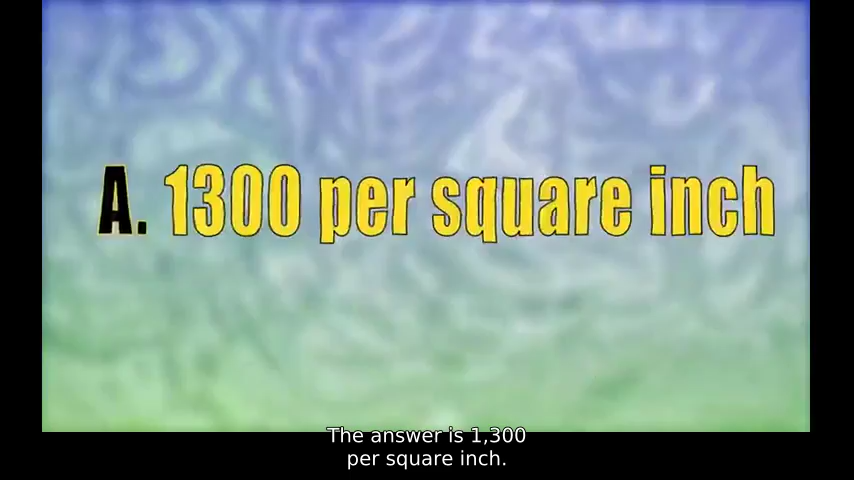 A. 1300 per square inch
The answer is 1,300
per square inch.